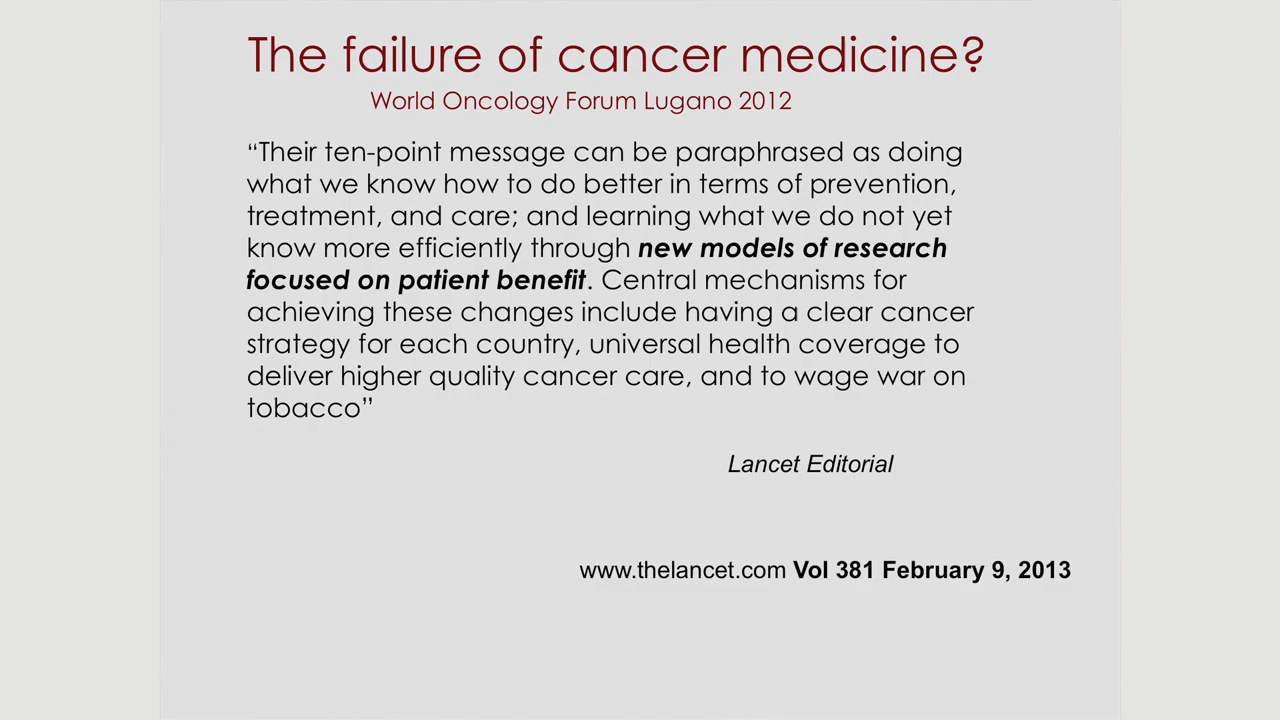 The failure of cancer medicine?
World Oncology Forum Lugano 2012
“Their ten-point message can be paraphrased as doing
what we know how to do better in terms of prevention,
treatment, and care; and learning what we do not yet
know more efficiently through new models of research
focused on patient benefit. Central mechanisms for
achieving these changes include having a clear cancer
strategy for each country, universal health coverage to
deliver higher quality cancer care, and to wage war on
tobacco”
Lancet Editorial
www.thelancet.com Vol 381 February 9, 2013